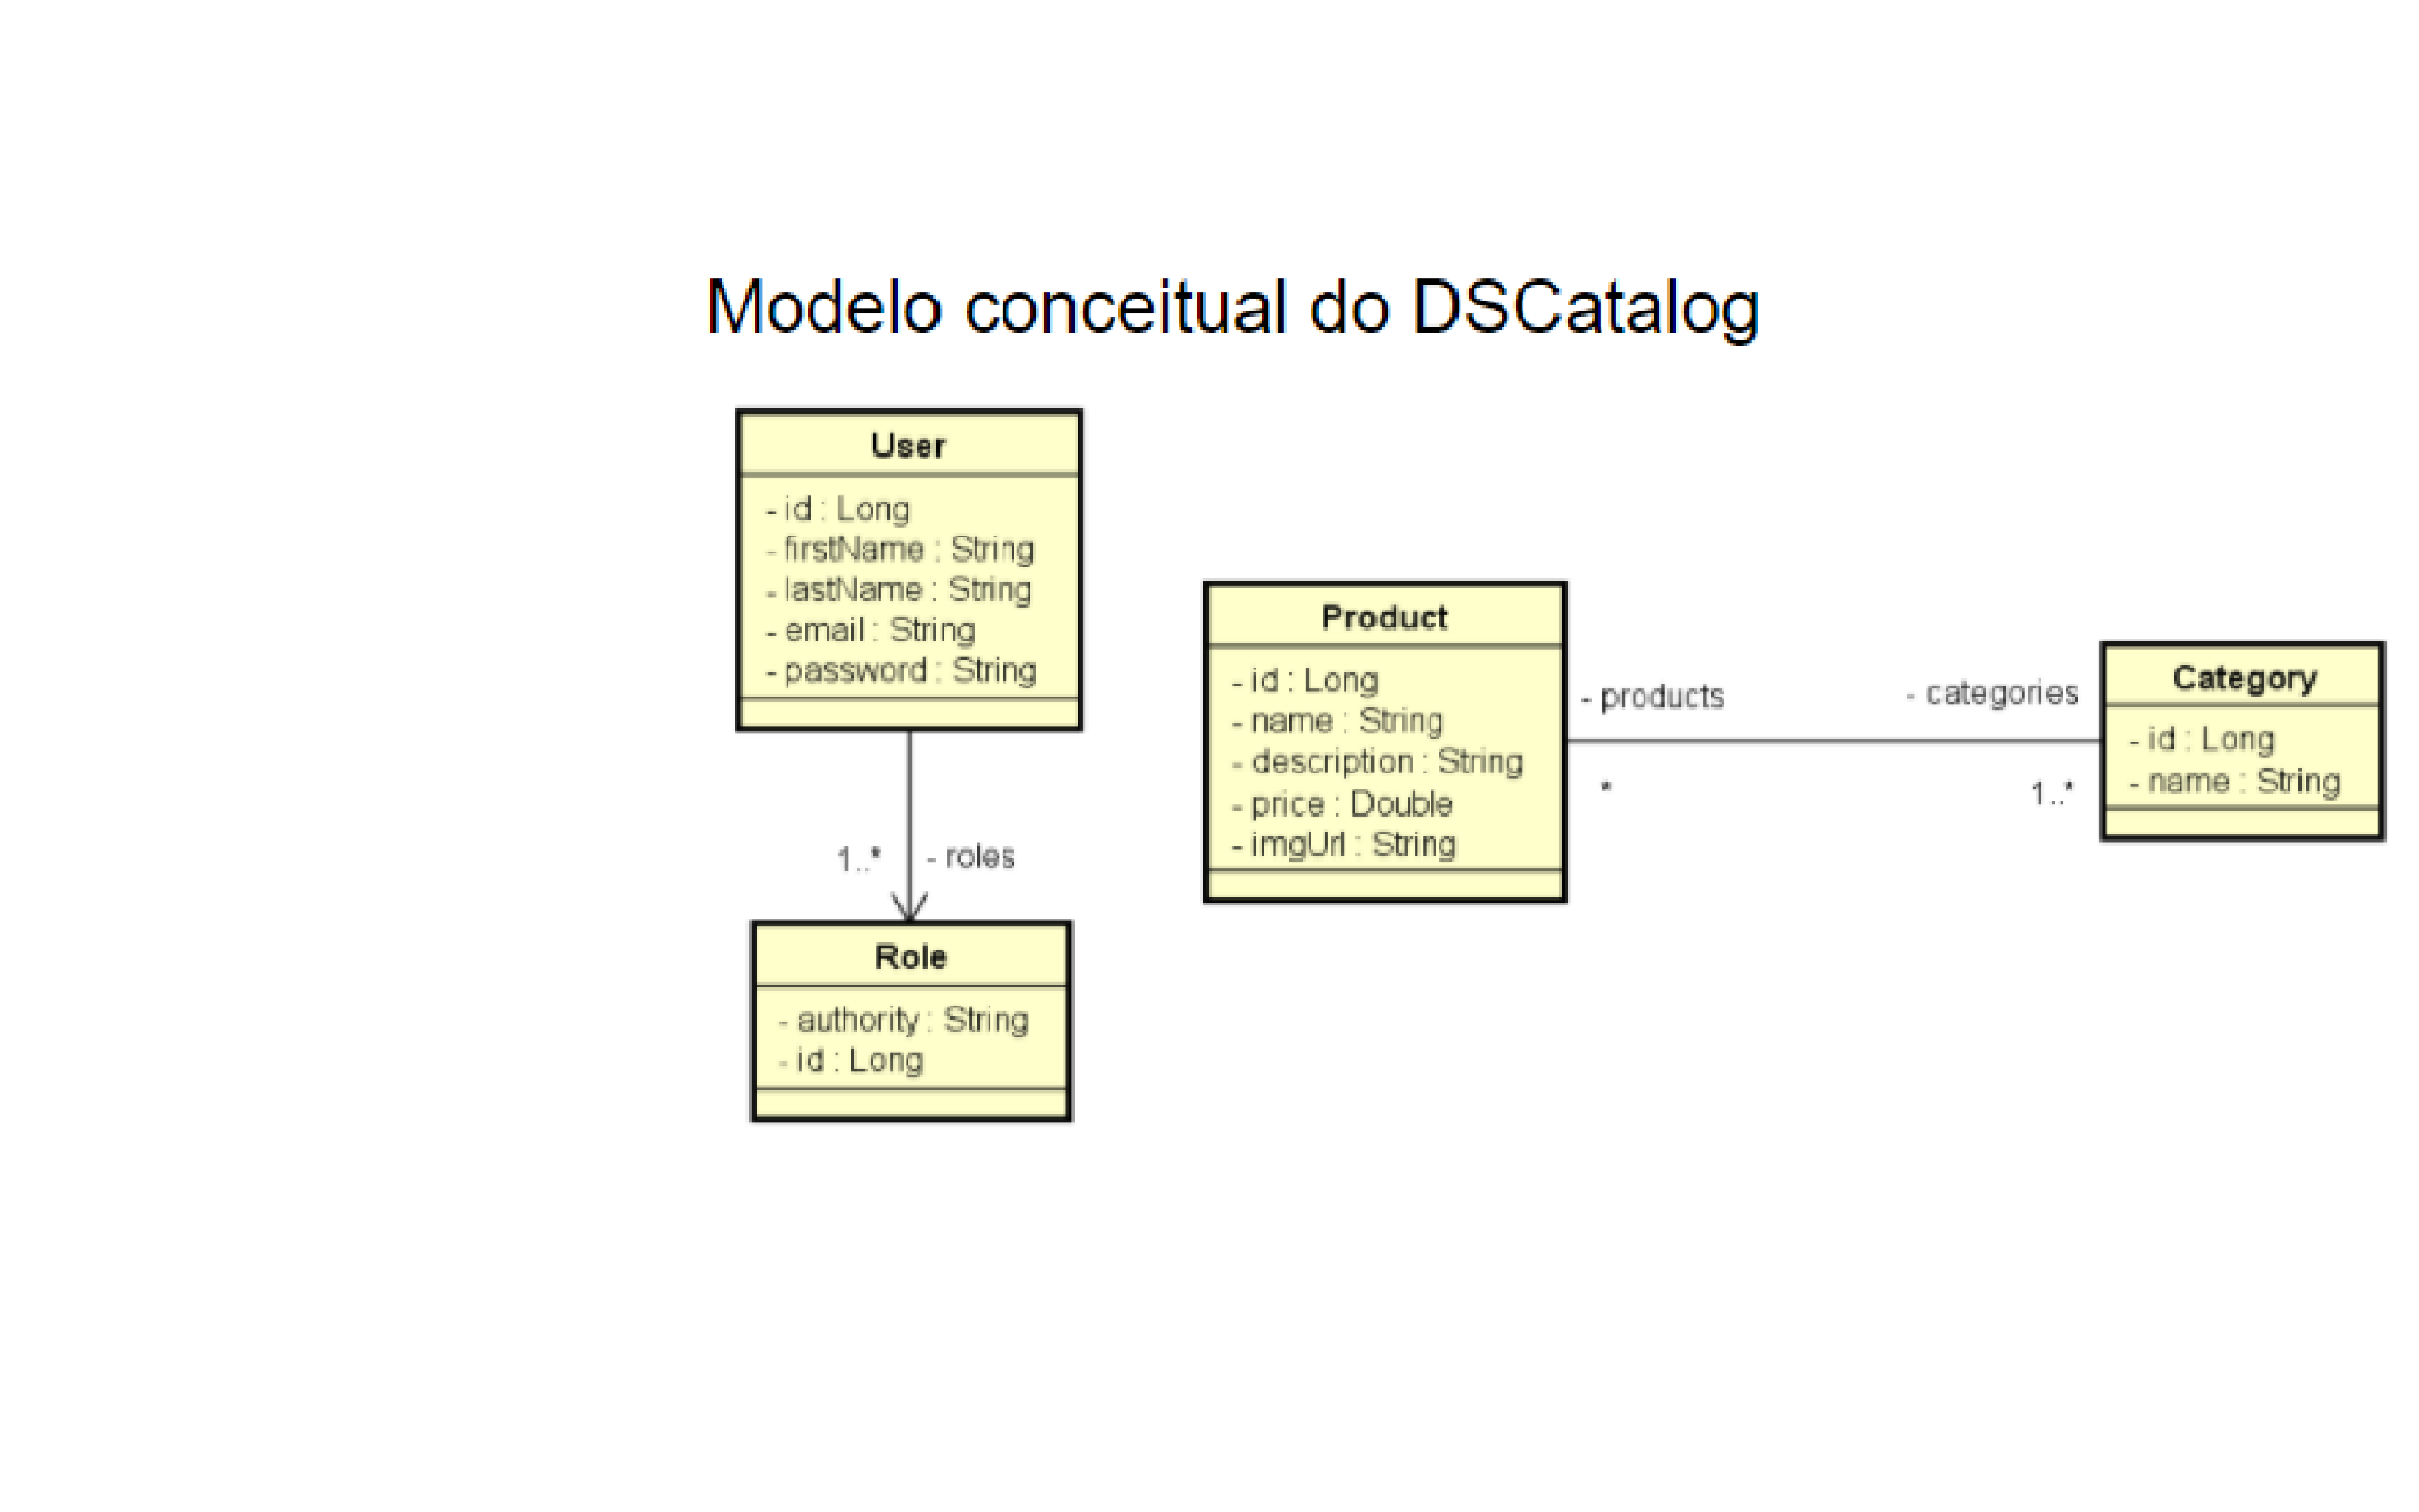 Modelo conceitual do DSCatalog
User
- id : Long
- firstName : String
- lastName : String
- email : String
- password : String
1..*
- roles
Role
- authority : String
- id : Long
Product
- id : Long
- name : String
- description : String
- price : Double
- imgUrl : String
- products
*
- categories
1..*
Category
- id : Long
- name : String